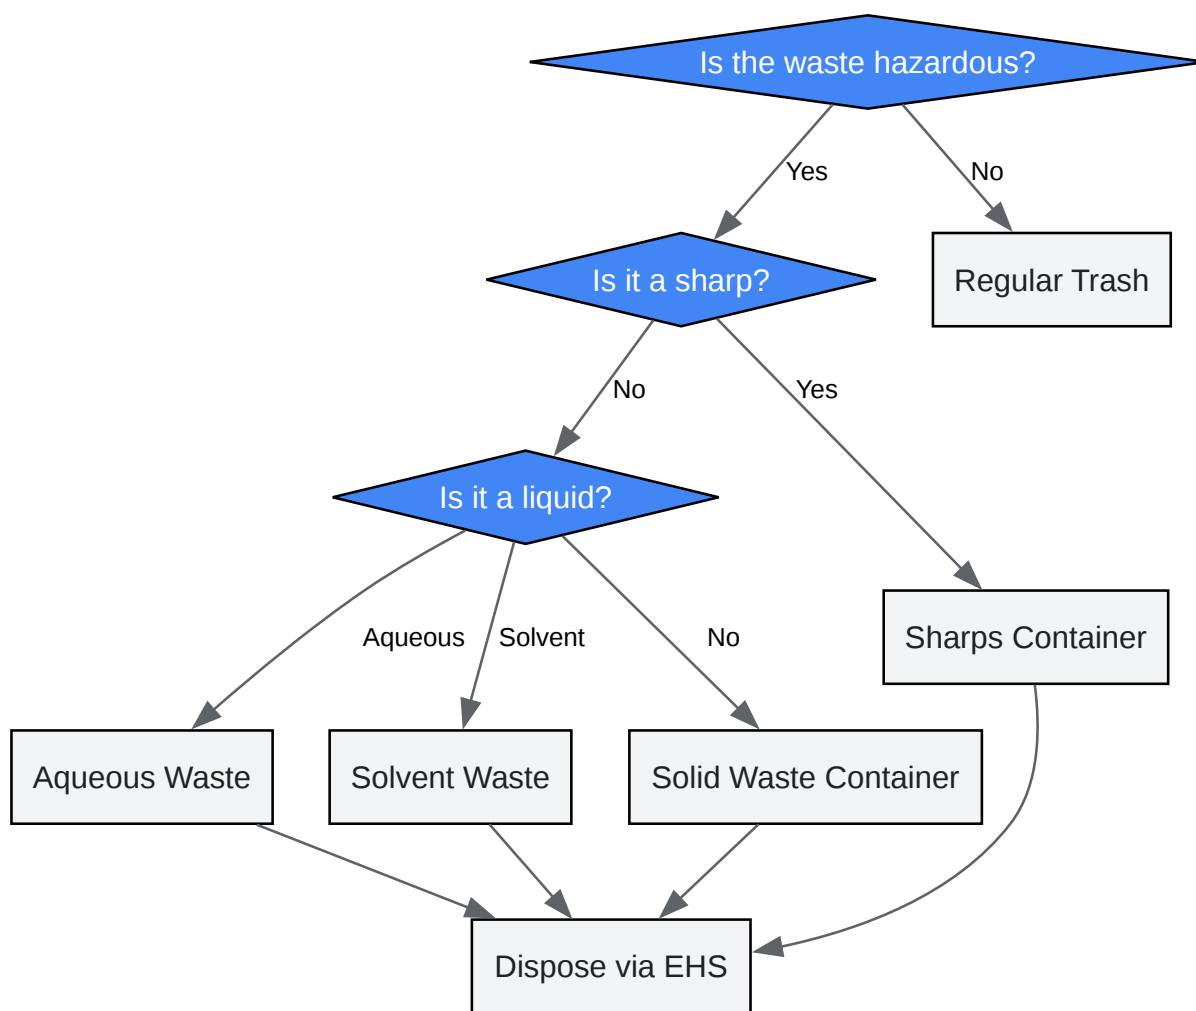 Is the waste hazardous?
Yes
No
Is it a sharp?
Regular Trash
No
Yes
Is it a liquid?
Aqueous
Solvent
No
Sharps Container
Aqueous Waste
Solvent Waste
Solid Waste Container
Dispose via EHS